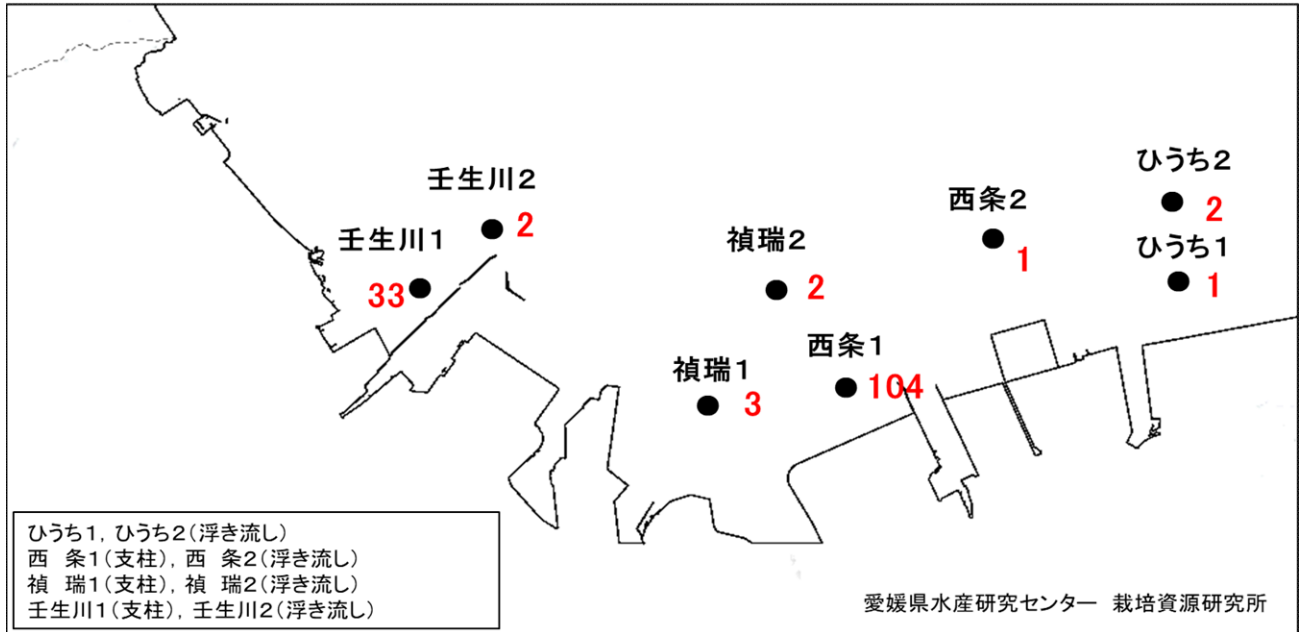 ひうち2
壬生川2
2
西条2
2
壬生川1
禎瑞2
1
ひうち1
33
2
1
西条1
禎瑞1
104
3
ひうち1, ひうち2(浮き流し)
西 条1(支柱), 西 条2(浮き流し)
禎 瑞1(支柱), 禎 瑞2(浮き流し)
壬生川1(支柱), 壬生川2(浮き流し)
愛媛県水産研究センター 栽培資源研究所